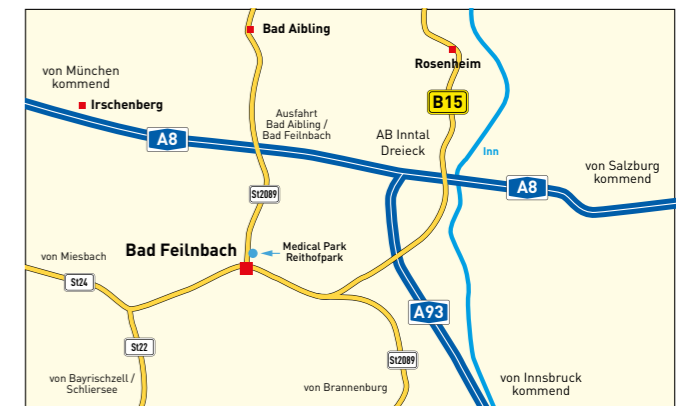 Bad Aibling
Rosenheim
von München
kommend
Irschenberg
B15
Ausfahrt
Bad Aibling /
Bad Feilnbach
A8
AB Inntal
Dreieck
Inn
von Salzburg
kommend
A8
St2089
von Miesbach
Bad Feilnbach
Medical Park
Reithofpark
St24
A93
St22
St2089
von Bayrischzell /
Schliersee
von Brannenburg
von Innsbruck
kommend